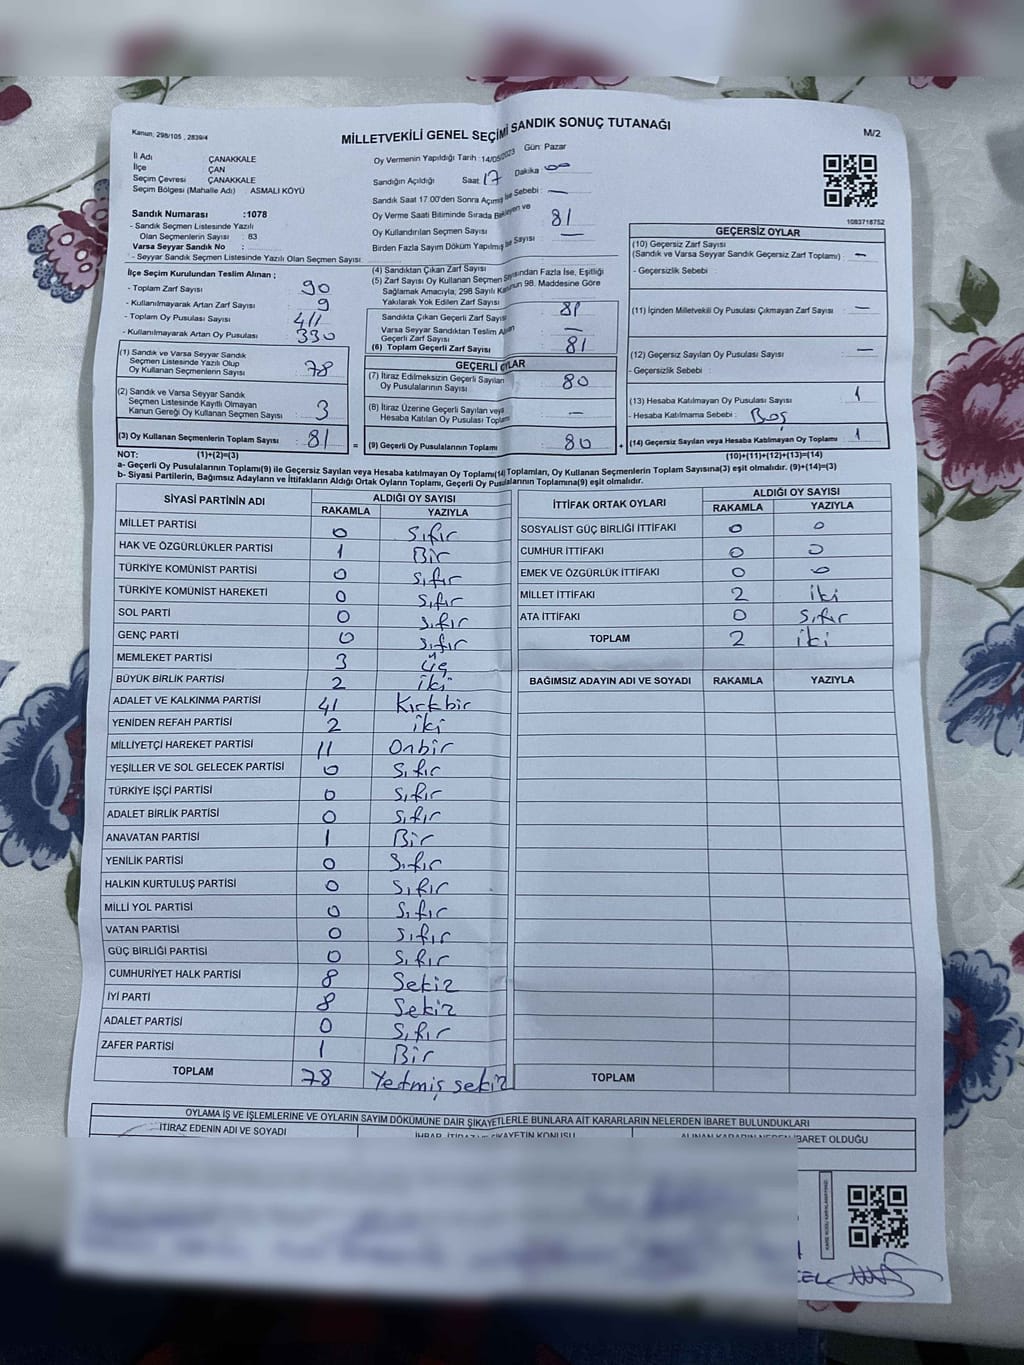 Kanun; 298/105 , 2839/4
MİLLETVEKİLİ GENEL SEÇİMİ SANDIK SONUÇ TUTANAĞI
M/2
İl Adı ÇANAKKALE
İlçe ÇAN
Seçim Çevresi ÇANAKKALE
Seçim Bölgesi (Mahalle Adı) : ASMALI KÖYÜ
Oy Vermenin Yapıldığı Tarih :14/05/2023 Gün: Pazar
Sandığın Açıldığı Saat: 17 Dakika 00
Sandık Saat 17.00'den Sonra Açımış İse Sebebi : —
Oy Verme Saati Bitiminde Sırada Bekleyen ve
Oy Kullandırılan Seçmen Sayısı 81
Birden Fazla Sayım Döküm Yapılmış İse Sayısı —
1083718752
Sandık Numarası :1078
- Sandık Seçmen Listesinde Yazılı
Olan Seçmenlerin Sayısı : 83
Varsa Seyyar Sandık No :
- Seyyar Sandık Seçmen Listesinde Yazılı Olan Seçmen Sayısı :
İlçe Seçim Kurulundan Teslim Alınan ;
- Toplam Zarf Sayısı 90
- Kullanılmayarak Artan Zarf Sayısı 9
- Toplam Oy Pusulası Sayısı 411
- Kullanılmayarak Artan Oy Pusulası 330
(4) Sandıktan Çıkan Zarf Sayısı
(5) Zarf Sayısı Oy Kullanan Seçmen Sayısından Fazla İse, Eşitliği
Sağlamak Amacıyla; 298 Sayılı Kanunun 98. Maddesine Göre
Yakılarak Yok Edilen Zarf Sayısı
Sandıkta Çıkan Geçerli Zarf Sayısı 81
Varsa Seyyar Sandıktan Teslim Alınan
Geçerli Zarf Sayısı —
(6) Toplam Geçerli Zarf Sayısı 81
GEÇERSİZ OYLAR
(10) Geçersiz Zarf Sayısı
(Sandık ve Varsa Seyyar Sandık Geçersiz Zarf Toplamı) : —
- Geçersizlik Sebebi :
(11) İçinden Milletvekili Oy Pusulası Çıkmayan Zarf Sayısı —
(12) Geçersiz Sayılan Oy Pusulası Sayısı —
- Geçersizlik Sebebi :
(13) Hesaba Katılmayan Oy Pusulası Sayısı 1
- Hesaba Katılmama Sebebi : Boş
(14) Geçersiz Sayılan veya Hesaba Katılmayan Oy Toplamı 1
(10)+(11)+(12)+(13)=(14)
(1) Sandık ve Varsa Seyyar Sandık
Seçmen Listesinde Yazılı Olup
Oy Kullanan Seçmenlerin Sayısı 78
(2) Sandık ve Varsa Seyyar Sandık
Seçmen Listesinde Kayıtlı Olmayan
Kanun Gereği Oy Kullanan Seçmen Sayısı 3
(3) Oy Kullanan Seçmenlerin Toplam Sayısı 81 =
GEÇERLİ OYLAR
(7) İtiraz Edilmeksizin Geçerli Sayılan
Oy Pusulalarının Sayısı 80
(8) İtiraz Üzerine Geçerli Sayılan veya
Hesaba Katılan Oy Pusulası Toplamı —
(9) Geçerli Oy Pusulalarının Toplamı 80 +
NOT: (1)+(2)=(3)
a- Geçerli Oy Pusulalarının Toplamı(9) ile Geçersiz Sayılan veya Hesaba katılmayan Oy Toplamı(14) Toplamları, Oy Kullanan Seçmenlerin Toplam Sayısına(3) eşit olmalıdır. (9)+(14)=(3)
b- Siyasi Partilerin, Bağımsız Adayların ve İttifakların Aldığı Ortak Oyların Toplamı, Geçerli Oy Pusulalarının Toplamına(9) eşit olmalıdır.
SİYASİ PARTİNİN ADI ALDIĞI OY SAYISI
RAKAMLA YAZIYLA
MİLLET PARTİSİ 0 Sıfır
HAK VE ÖZGÜRLÜKLER PARTİSİ 1 Bir
TÜRKİYE KOMÜNİST PARTİSİ 0 Sıfır
TÜRKİYE KOMÜNİST HAREKETİ 0 Sıfır
SOL PARTİ 0 Sıfır
GENÇ PARTİ 0 Sıfır
MEMLEKET PARTİSİ 3 Üç
BÜYÜK BİRLİK PARTİSİ 2 iki
ADALET VE KALKINMA PARTİSİ 41 Kırkbir
YENİDEN REFAH PARTİSİ 2 iki
MİLLİYETÇİ HAREKET PARTİSİ 11 Onbir
YEŞİLLER VE SOL GELECEK PARTİSİ 0 Sıfır
TÜRKİYE İŞÇİ PARTİSİ 0 Sıfır
ADALET BİRLİK PARTİSİ 0 Sıfır
ANAVATAN PARTİSİ 1 Bir
YENİLİK PARTİSİ 0 Sıfır
HALKIN KURTULUŞ PARTİSİ 0 Sıfır
MİLLİ YOL PARTİSİ 0 Sıfır
VATAN PARTİSİ 0 Sıfır
GÜÇ BİRLİĞİ PARTİSİ 0 Sıfır
CUMHURİYET HALK PARTİSİ 8 Sekiz
İYİ PARTİ 8 Sekiz
ADALET PARTİSİ 0 Sıfır
ZAFER PARTİSİ 1 Bir
TOPLAM 78 Yetmiş sekiz
İTTİFAK ORTAK OYLARI ALDIĞI OY SAYISI
RAKAMLA YAZIYLA
SOSYALİST GÜÇ BİRLİĞİ İTTİFAKI 0 0
CUMHUR İTTİFAKI 0 0
EMEK VE ÖZGÜRLÜK İTTİFAKI 0 0
MİLLET İTTİFAKI 2 iki
ATA İTTİFAKI 0 Sıfır
TOPLAM 2 iki
BAĞIMSIZ ADAYIN ADI VE SOYADI RAKAMLA YAZIYLA
TOPLAM
OYLAMA İŞ VE İŞLEMLERİNE VE OYLARIN SAYIM DÖKÜMÜNE DAİR ŞİKAYETLERLE BUNLARA AİT KARARLARIN NELERDEN İBARET BULUNDUKLARI
İTİRAZ EDENİN ADI VE SOYADI
İHBAR, İTİRAZ VE ŞİKAYETİN KONUSU
ALINAN KARARIN NEDEN İBARET OLDUĞU